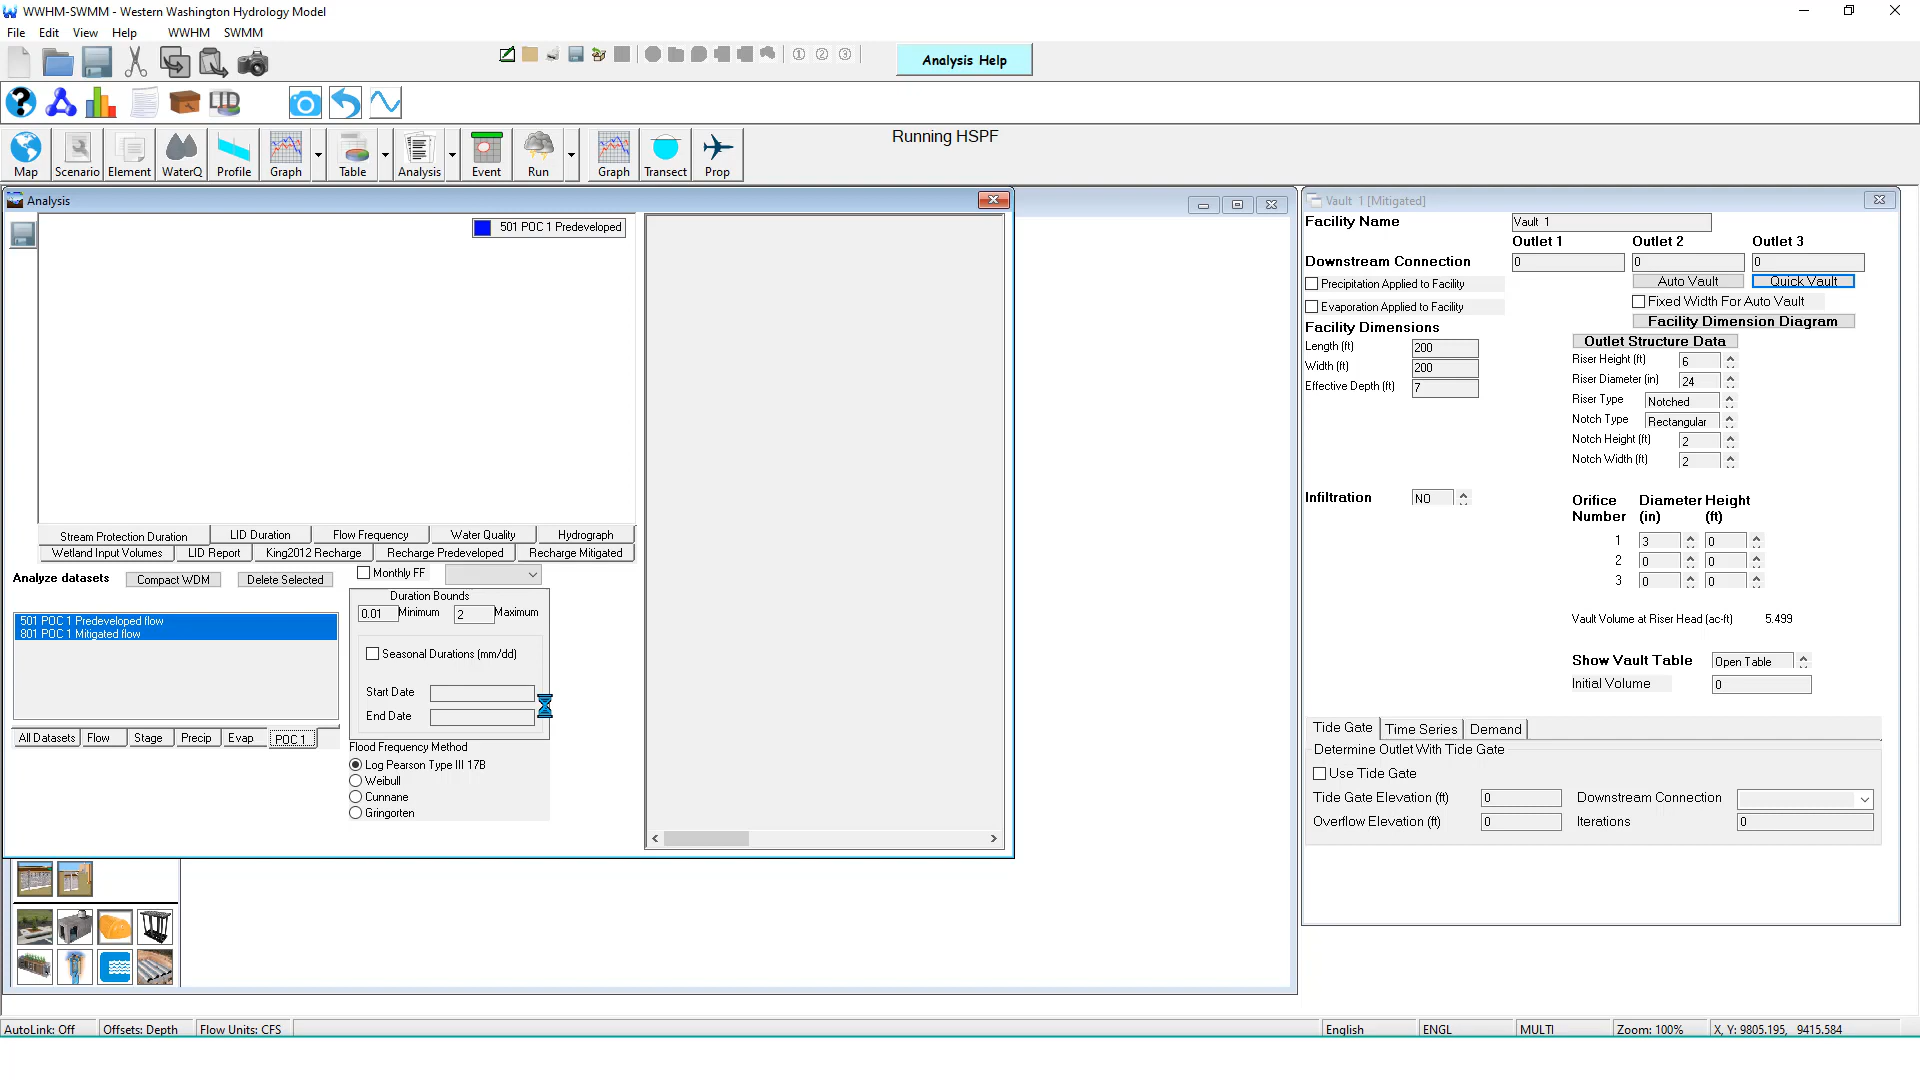 WWHM-SWMM - Western Washington Hydrology Model
File Edit View Help WWHM SWMM
Analysis Help
LID
Running HSPF
Map Scenario Element WaterQ Profile Graph Table Analysis Event Run Graph Transect Prop
Analysis
501 POC 1 Predeveloped
Stream Protection Duration LID Duration Flow Frequency Water Quality Hydrograph
Wetland Input Volumes LID Report King2012 Recharge Recharge Predeveloped Recharge Mitigated
Analyze datasets Compact WDM Delete Selected Monthly FF
Duration Bounds
0.01 Minimum 2 Maximum
501 POC 1 Predeveloped flow
801 POC 1 Mitigated flow
Seasonal Durations (mm/dd)
Start Date
End Date
All Datasets Flow Stage Precip Evap POC 1
Flood Frequency Method
Log Pearson Type III 17B
Weibull
Cunnane
Gringorten
Vault 1 [Mitigated]
Facility Name Vault 1
Outlet 1 Outlet 2 Outlet 3
Downstream Connection 0 0 0
Precipitation Applied to Facility Auto Vault Quick Vault
Evaporation Applied to Facility Fixed Width For Auto Vault
Facility Dimensions Facility Dimension Diagram
Length (ft) 200 Outlet Structure Data
Width (ft) 200 Riser Height (ft) 6
Effective Depth (ft) 7 Riser Diameter (in) 24
Riser Type Notched
Notch Type Rectangular
Notch Height (ft) 2
Notch Width (ft) 2
Infiltration NO
Orifice Diameter Height
Number (in) (ft)
1 3 0
2 0 0
3 0 0
Vault Volume at Riser Head (ac-ft) 5.499
Show Vault Table Open Table
Initial Volume 0
Tide Gate Time Series Demand
Determine Outlet With Tide Gate
Use Tide Gate
Tide Gate Elevation (ft) 0 Downstream Connection
Overflow Elevation (ft) 0 Iterations 0
AutoLink: Off Offsets: Depth Flow Units: CFS English ENGL MULTI Zoom: 100% X, Y: 9805.195, 9415.584